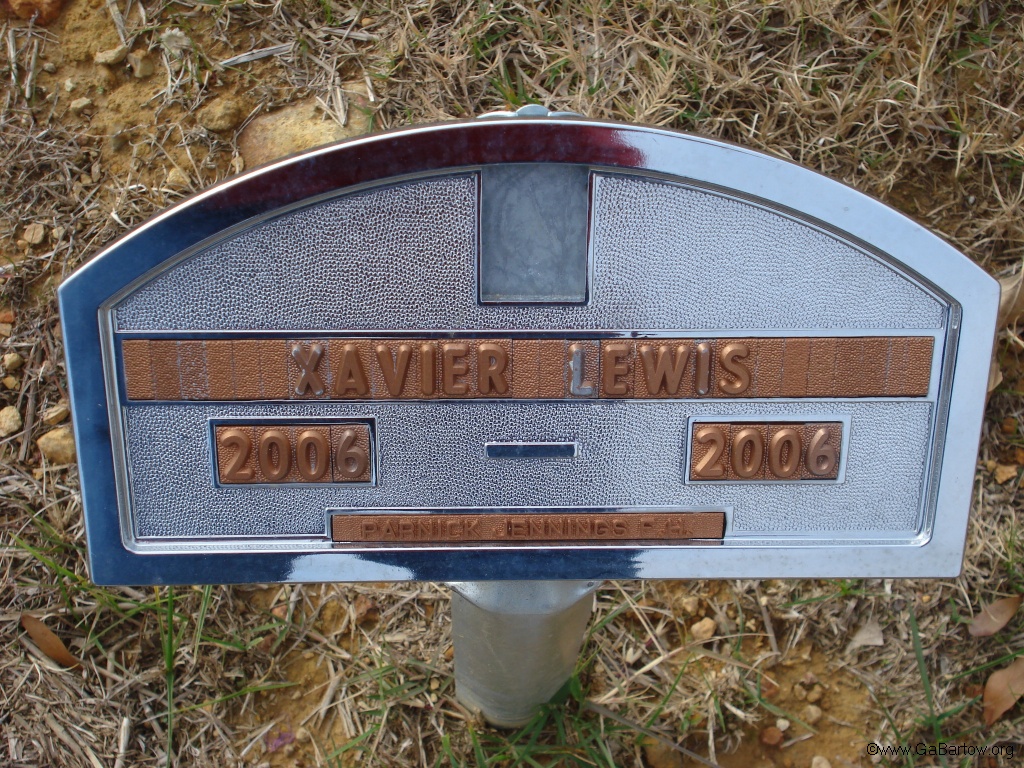 XAVIER LEWIS
2006 – 2006
PARNICK JENNINGS F.H.
©www.GaBartow.org